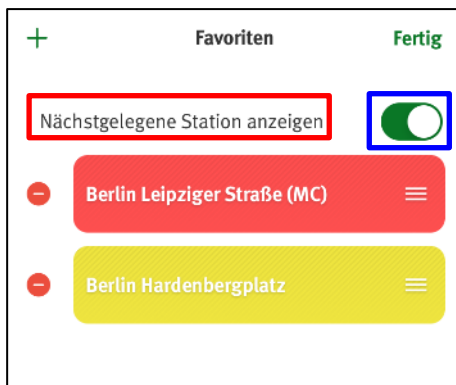 Favoriten Fertig
Nächstgelegene Station anzeigen
Berlin Leipziger Straße (MC)
Berlin Hardenbergplatz